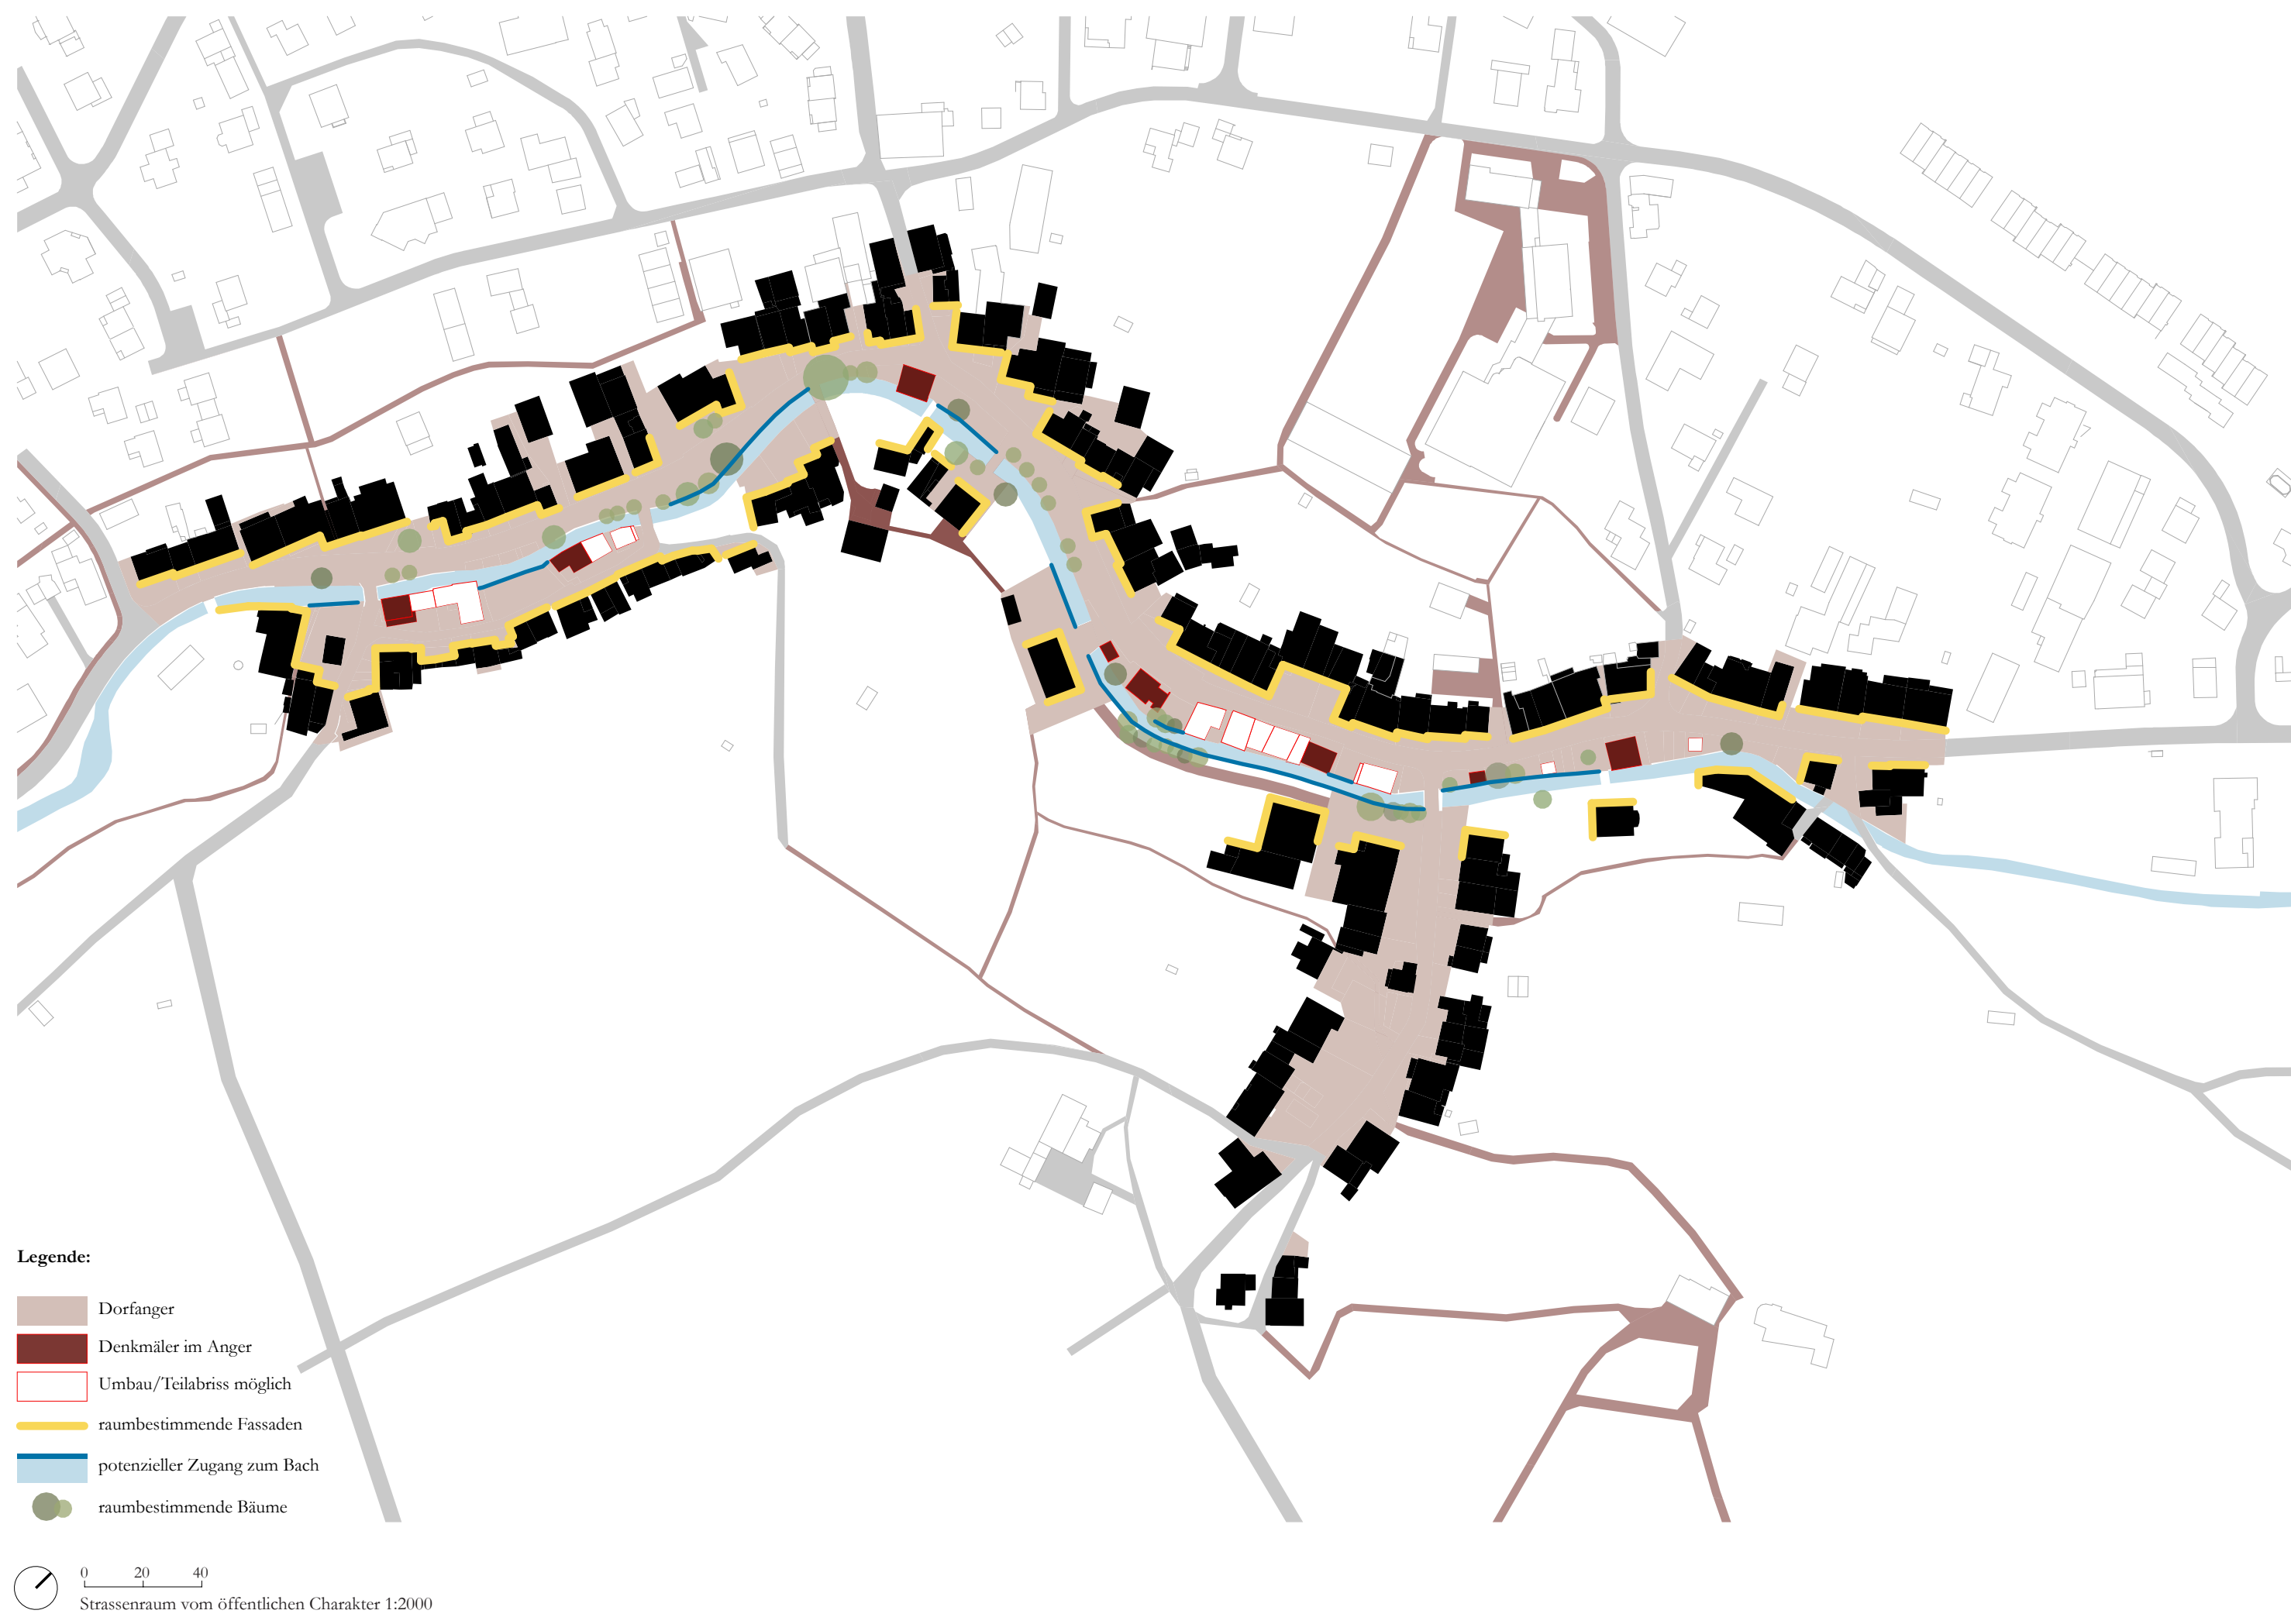 Legende:
Dorfanger
Denkmäler im Anger
Umbau/Teilabriss möglich
raumbestimmende Fassaden
potenzieller Zugang zum Bach
raumbestimmende Bäume
0 20 40
Strassenraum vom öffentlichen Charakter 1:2000